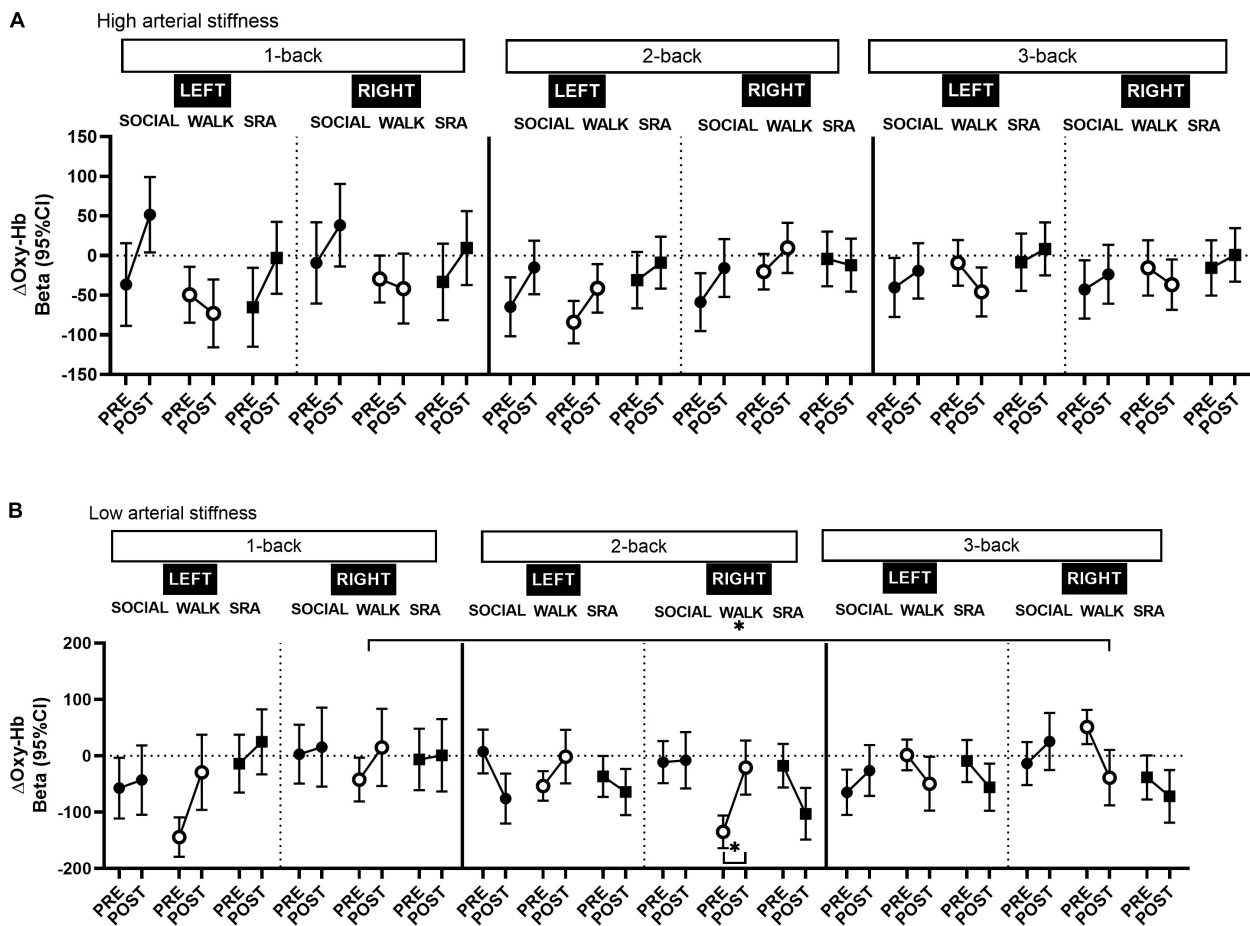 A
High arterial stiffness
1-back 2-back 3-back
LEFT RIGHT LEFT RIGHT LEFT RIGHT
SOCIAL WALK SRA SOCIAL WALK SRA SOCIAL WALK SRA SOCIAL WALK SRA SOCIAL WALK SRA SOCIAL WALK SRA
ΔOxy-Hb
Beta (95%CI)
150
100
50
0
-50
-100
-150
PRE POST PRE POST PRE POST PRE POST PRE POST PRE POST PRE POST PRE POST PRE POST PRE POST PRE POST PRE POST PRE POST PRE POST PRE POST PRE POST PRE POST PRE POST
B
Low arterial stiffness
1-back 2-back 3-back
LEFT RIGHT LEFT RIGHT LEFT RIGHT
SOCIAL WALK SRA SOCIAL WALK SRA SOCIAL WALK SRA SOCIAL WALK SRA SOCIAL WALK SRA SOCIAL WALK SRA
*
ΔOxy-Hb
Beta (95%CI)
200
100
0
-100
*
-200
PRE POST PRE POST PRE POST PRE POST PRE POST PRE POST PRE POST PRE POST PRE POST PRE POST PRE POST PRE POST PRE POST PRE POST PRE POST PRE POST PRE POST PRE POST